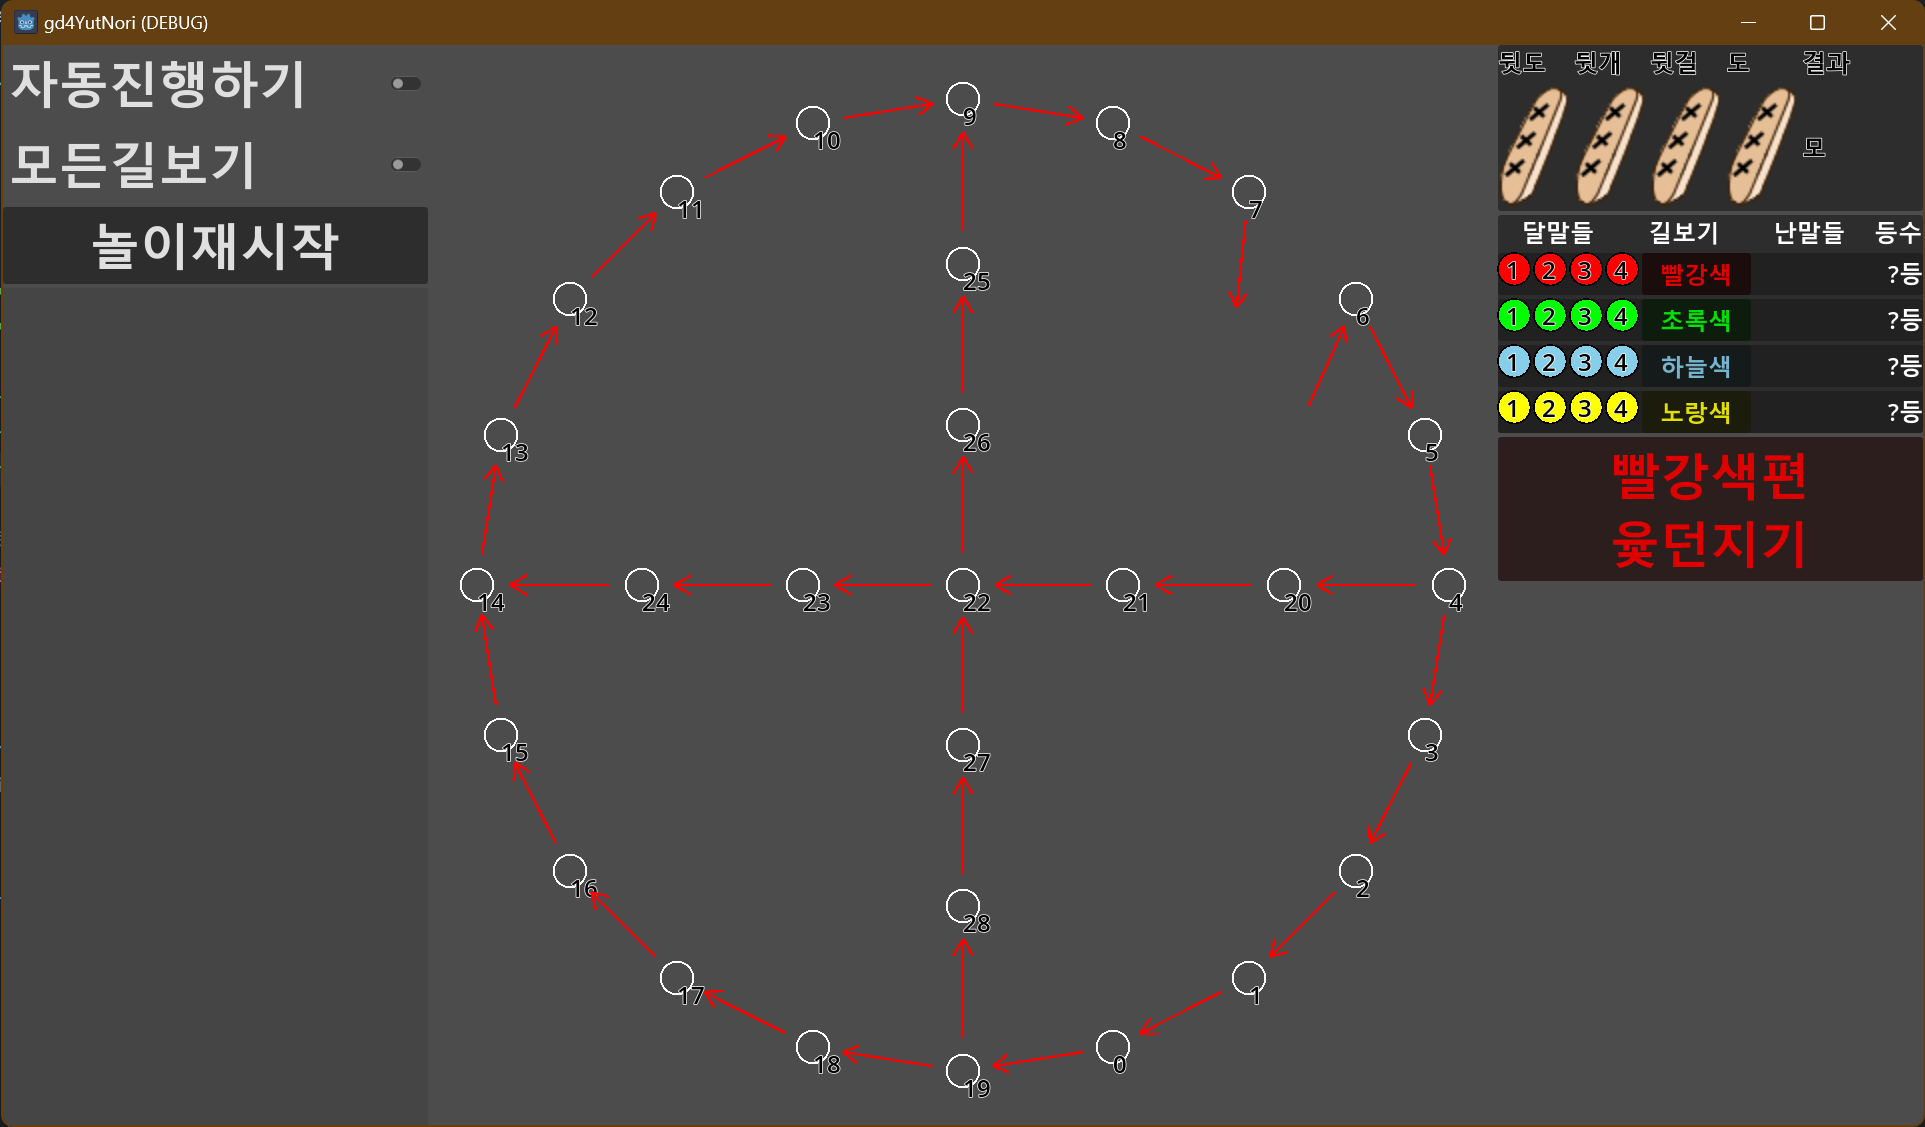 gd4YutNori (DEBUG)
자동진행하기
모든길보기
놀이재시작
9
10
8
11
7
25
12
6
26
13
5
14
24
23
22
21
20
4
15
27
3
16
28
2
17
1
18
19
0
뒷도 뒷개 뒷걸 도 결과
모
달말들 길보기 난말들 등수
1 2 3 4 빨강색 ?등
1 2 3 4 초록색 ?등
1 2 3 4 하늘색 ?등
1 2 3 4 노랑색 ?등
빨강색편
윷던지기